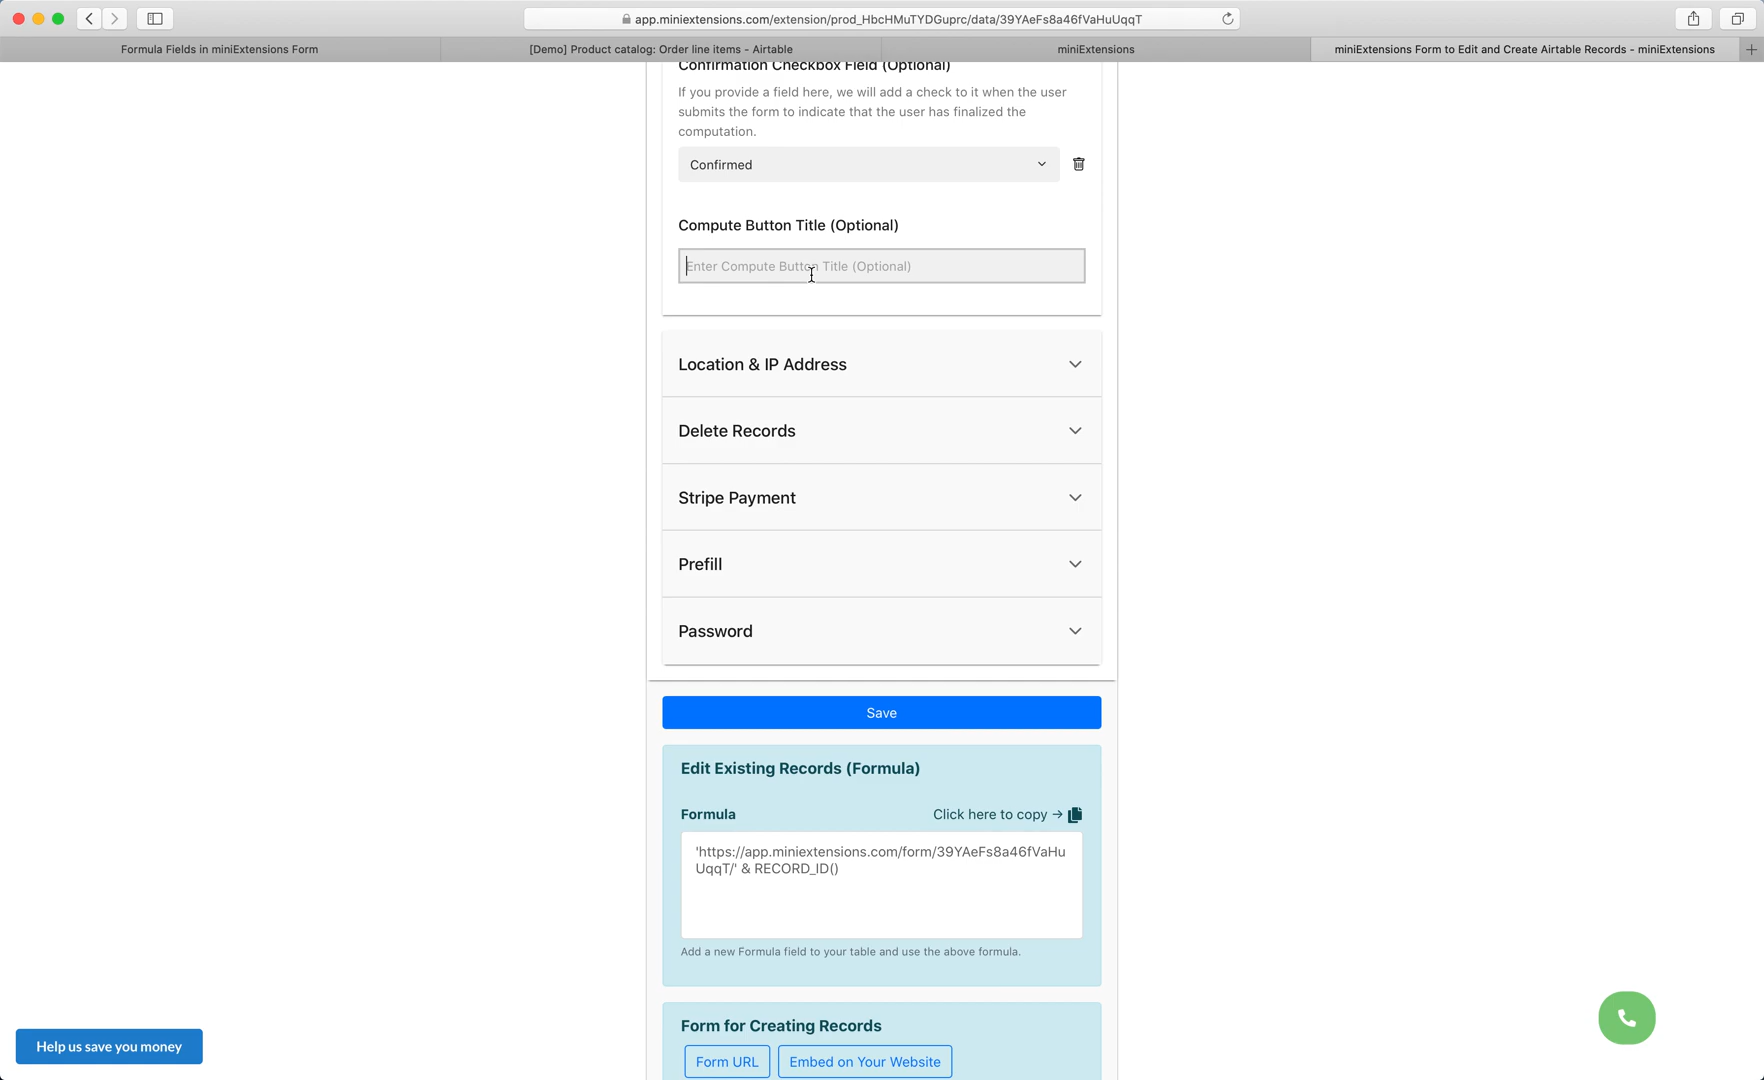 app.miniextensions.com/extension/prod_HbcHMuTYDGuprc/data/39YAeFs8a46fVaHuUqqT
Formula Fields in miniExtensions Form
[Demo] Product catalog: Order line items - Airtable
miniExtensions
miniExtensions Form to Edit and Create Airtable Records - miniExtensions
Confirmation Checkbox Field (Optional)
If you provide a field here, we will add a check to it when the user
submits the form to indicate that the user has finalized the
computation.
Confirmed
Compute Button Title (Optional)
Enter Compute Button Title (Optional)
Location & IP Address
Delete Records
Stripe Payment
Prefill
Password
Save
Edit Existing Records (Formula)
Formula
Click here to copy →
'https://app.miniextensions.com/form/39YAeFs8a46fVaHu
UqqT/' & RECORD_ID()
Add a new Formula field to your table and use the above formula.
Form for Creating Records
Form URL
Embed on Your Website
Help us save you money